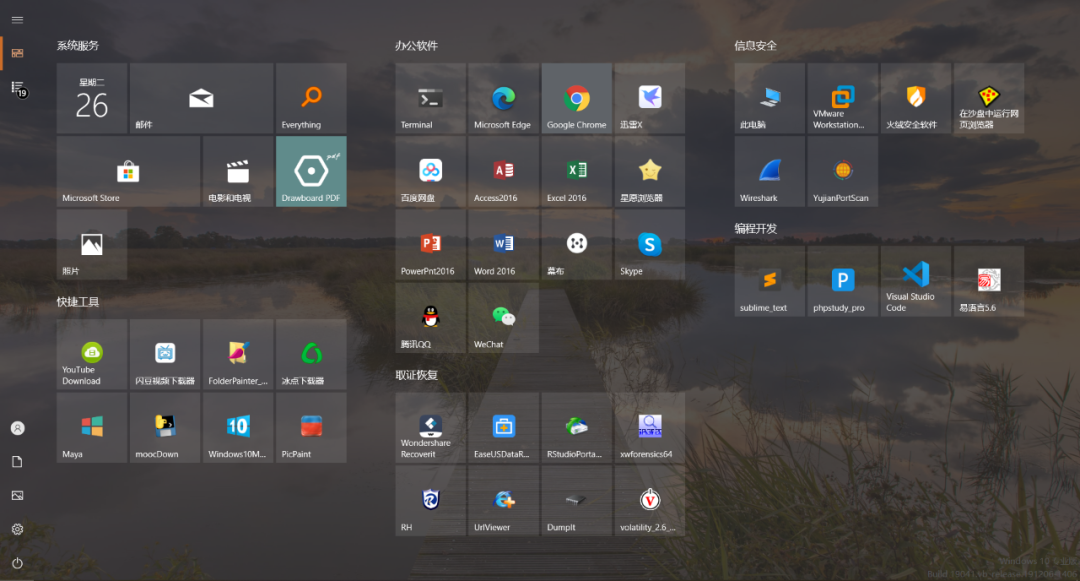 系统服务
星期二
26
邮件
Everything
Microsoft Store
电影和电视
pdf
Drawboard PDF
照片
快捷工具
YouTube
Download
闪豆视频下载器
FolderPainter_...
冰点下载器
Maya
moocDown
10
Windows10M...
PicPaint
19
办公软件
Terminal
Microsoft Edge
Google Chrome
迅雷X
百度网盘
Access2016
Excel 2016
星愿浏览器
PowerPnt2016
Word 2016
幕布
Skype
腾讯QQ
WeChat
取证恢复
Wondershare
Recoverit
EaseUSDataR...
RStudioPorta...
xwforensics64
RH
UrlViewer
DumpIt
volatility_2.6_...
信息安全
此电脑
VMware
Workstation...
火绒安全软件
在沙盘中运行网
页浏览器
Wireshark
YujianPortScan
编程开发
sublime_text
phpstudy_pro
Visual Studio
Code
易语言5.6
Windows 10 专业版